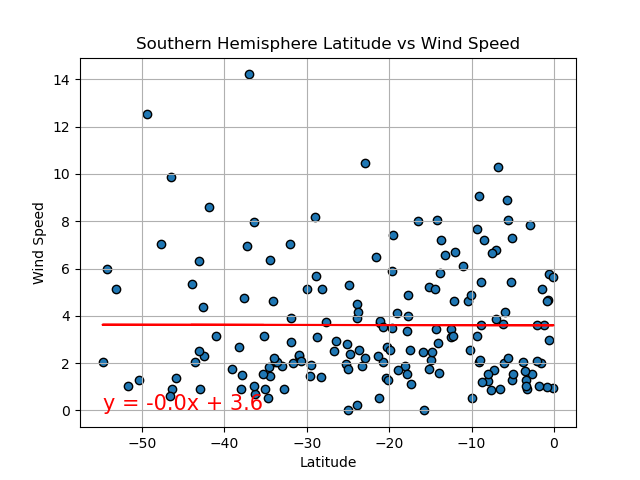 Southern Hemisphere Latitude vs Wind Speed
14
12
10
8
6
4
2
0
Wind Speed
y = -0.0x + 3.6
−50 −40 −30 −20 −10 0
Latitude